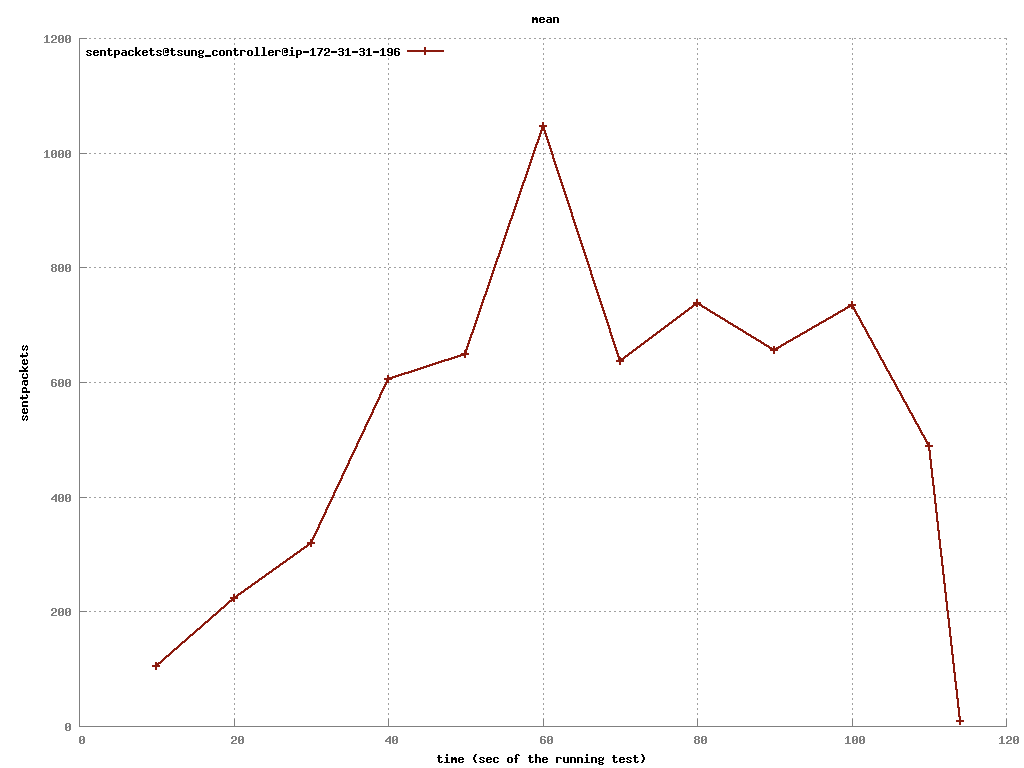 mean
1200
sentpackets@tsung_controller@ip-172-31-31-196
1000
800
600
400
200
0
sentpackets
0 20 40 60 80 100 120
time (sec of the running test)